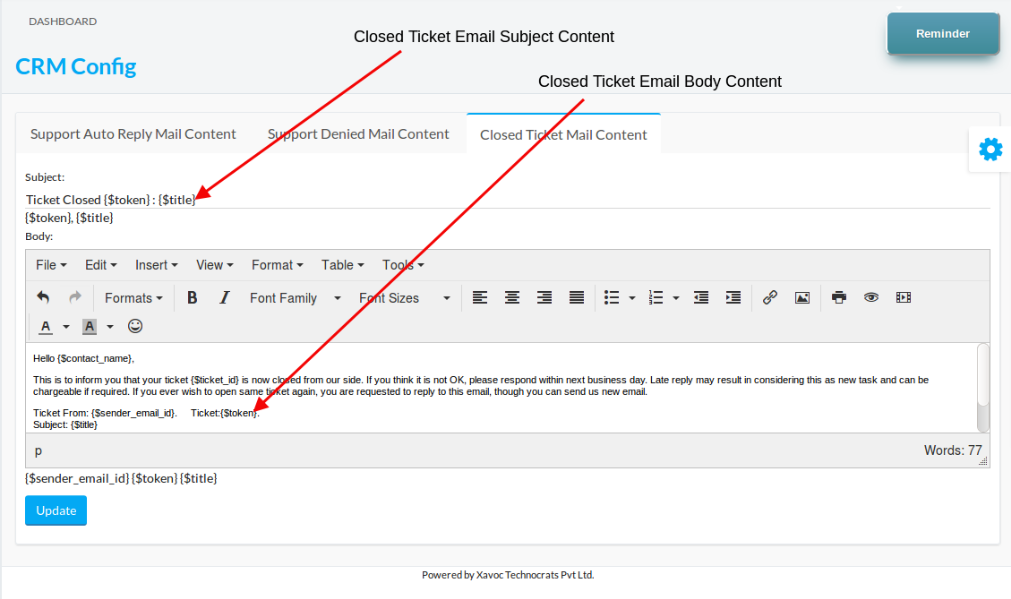 DASHBOARD
Closed Ticket Email Subject Content
Reminder
CRM Config
Closed Ticket Email Body Content
Support Auto Reply Mail Content Support Denied Mail Content Closed Ticket Mail Content
Subject:
Ticket Closed {$token} : {$title}
{$token}, {$title}
Body:
File Edit Insert View Format Table Tools
Formats B I Font Family Font Sizes
A A
Hello {$contact_name},
This is to inform you that your ticket {$ticket_id} is now closed from our side. If you think it is not OK, please respond within next business day. Late reply may result in considering this as new task and can be
chargeable if required. If you ever wish to open same ticket again, you are requested to reply to this email, though you can send us new email.
Ticket From: {$sender_email_id}. Ticket:{$token}.
Subject: {$title}
p Words: 77
{$sender_email_id} {$token} {$title}
Update
Powered by Xavoc Technocrats Pvt Ltd.